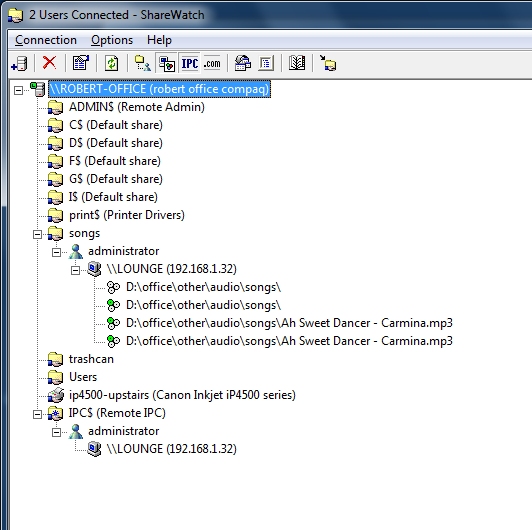 2 Users Connected - ShareWatch
Connection Options Help
IPC .com
\\ROBERT-OFFICE (robert office compaq)
ADMIN$ (Remote Admin)
C$ (Default share)
D$ (Default share)
F$ (Default share)
G$ (Default share)
I$ (Default share)
print$ (Printer Drivers)
songs
administrator
\\LOUNGE (192.168.1.32)
D:\office\other\audio\songs\
D:\office\other\audio\songs\
D:\office\other\audio\songs\Ah Sweet Dancer - Carmina.mp3
D:\office\other\audio\songs\Ah Sweet Dancer - Carmina.mp3
trashcan
Users
ip4500-upstairs (Canon Inkjet iP4500 series)
IPC$ (Remote IPC)
administrator
\\LOUNGE (192.168.1.32)